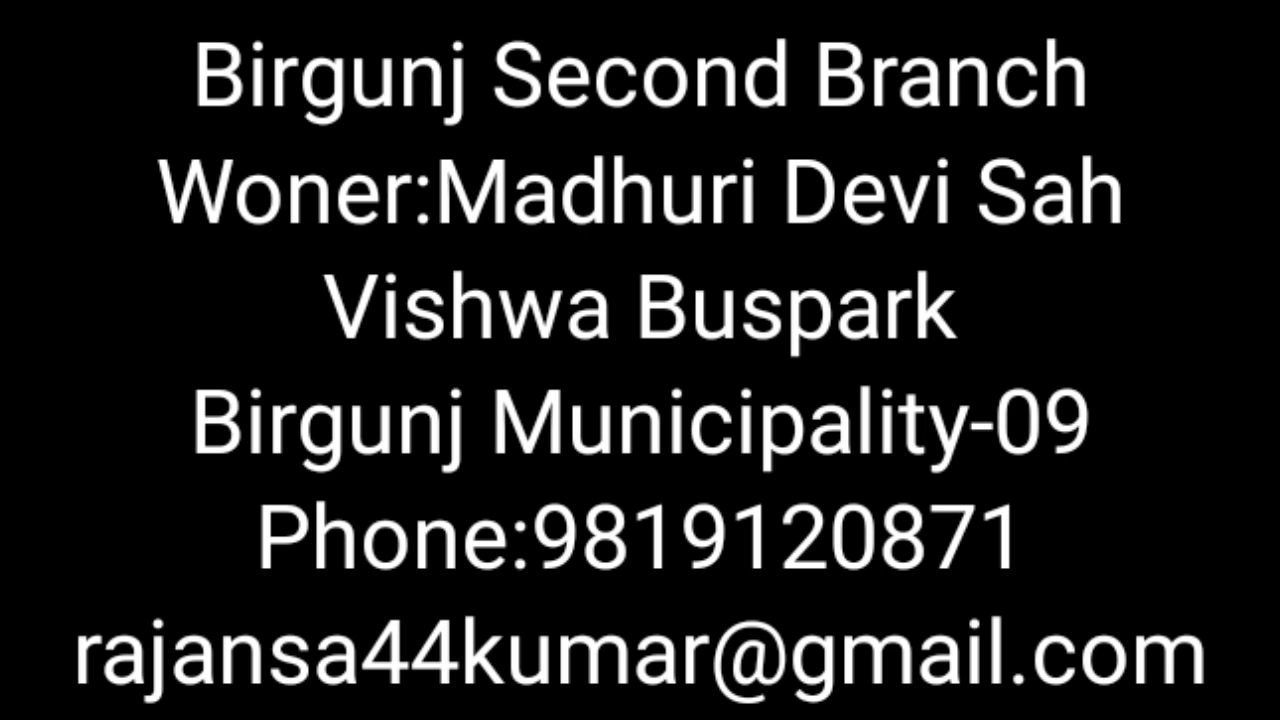 Birgunj Second Branch
Woner:Madhuri Devi Sah
Vishwa Buspark
Birgunj Municipality-09
Phone:9819120871
rajansa44kumar@gmail.com